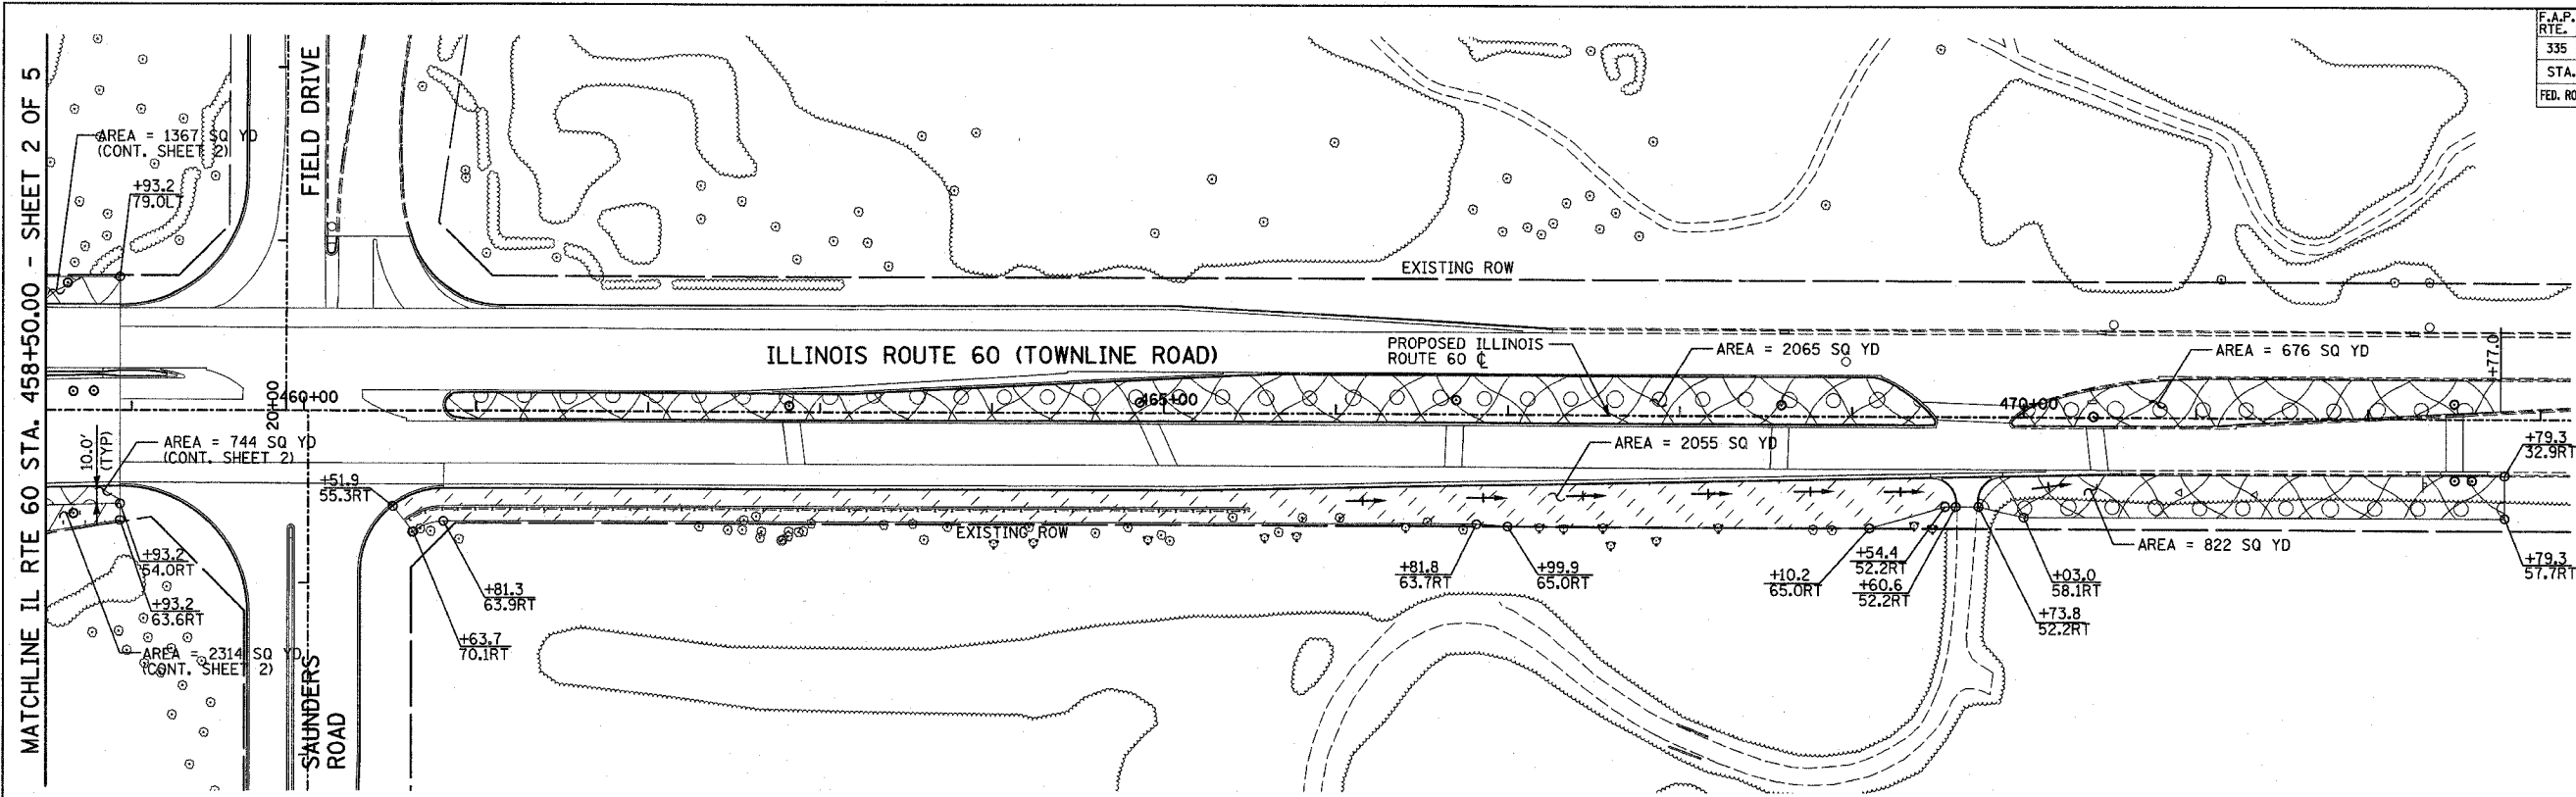 F.A.P.
RTE.
335
STA.
FED. RO
MATCHLINE IL RTE 60 STA. 458+50.00 - SHEET 2 OF 5
AREA = 1367 SQ YD
(CONT. SHEET 2)
+93.2
79.0LT
FIELD DRIVE
EXISTING ROW
ILLINOIS ROUTE 60 (TOWNLINE ROAD)
PROPOSED ILLINOIS
ROUTE 60 ℄
AREA = 2065 SQ YD
AREA = 676 SQ YD
+77.0
20+00
460+00
465+00
470+00
10.0'
(TYP)
AREA = 744 SQ YD
(CONT. SHEET 2)
AREA = 2055 SQ YD
+79.3
32.9RT
+51.9
55.3RT
EXISTING ROW
AREA = 822 SQ YD
+93.2
54.0RT
+93.2
63.6RT
+81.3
63.9RT
+63.7
70.1RT
+81.8
63.7RT
+99.9
65.0RT
+10.2
65.0RT
+54.4
52.2RT
+60.6
52.2RT
+03.0
58.1RT
+73.8
52.2RT
+79.3
57.7RT
AREA = 2314 SQ YD
(CONT. SHEET 2)
SAUNDERS
ROAD